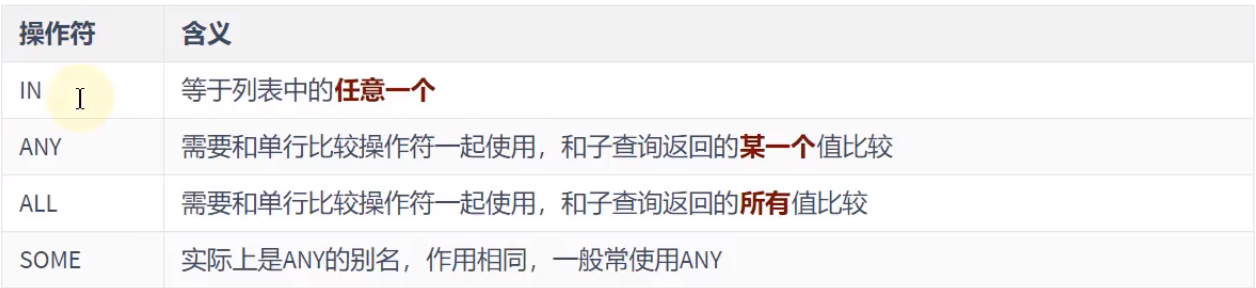 操作符 含义
IN 等于列表中的任意一个
ANY 需要和单行比较操作符一起使用，和子查询返回的某一个值比较
ALL 需要和单行比较操作符一起使用，和子查询返回的所有值比较
SOME 实际上是ANY的别名，作用相同，一般常使用ANY